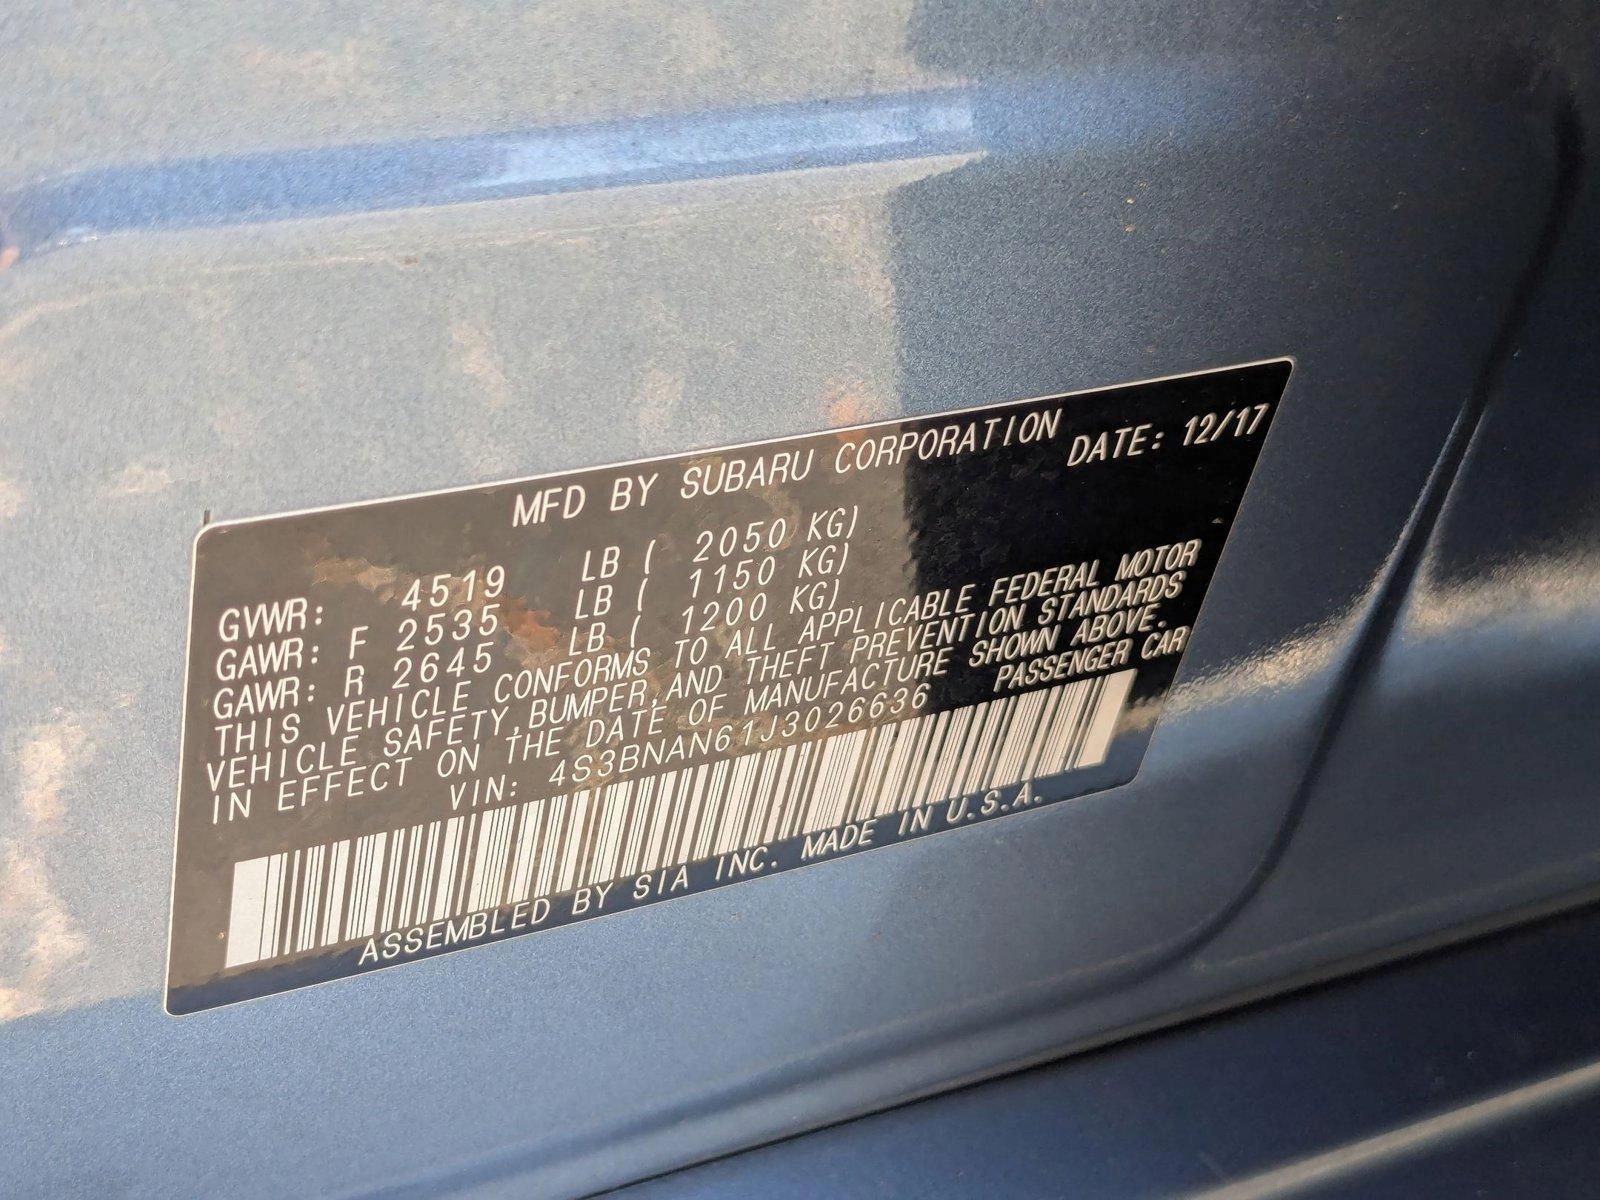 MFD BY SUBARU CORPORATION
DATE: 12/17
GVWR: 4519 LB ( 2050 KG)
GAWR: F 2535 LB ( 1150 KG)
GAWR: R 2645 LB ( 1200 KG)
THIS VEHICLE CONFORMS TO ALL APPLICABLE FEDERAL MOTOR
VEHICLE SAFETY,BUMPER,AND THEFT PREVENTION STANDARDS
IN EFFECT ON THE DATE OF MANUFACTURE SHOWN ABOVE.
VIN: 4S3BNAN61J3026636 PASSENGER CAR
ASSEMBLED BY SIA INC. MADE IN U.S.A.